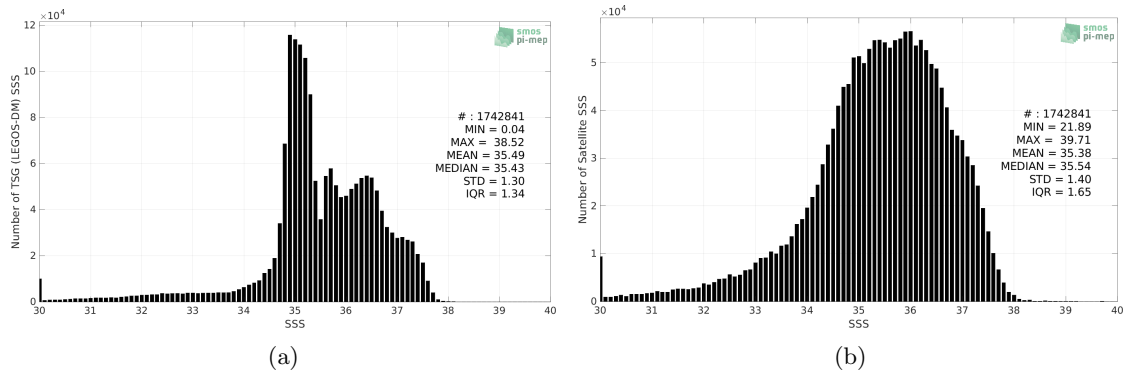 ×10⁴
12
10
8
6
4
2
0
Number of TSG (LEGOS-DM) SSS
smos
pi-mep
# : 1742841
MIN = 0.04
MAX = 38.52
MEAN = 35.49
MEDIAN = 35.43
STD = 1.30
IQR = 1.34
30 31 32 33 34 35 36 37 38 39 40
SSS
(a)
×10⁴
5
4
3
2
1
0
Number of Satellite SSS
smos
pi-mep
# : 1742841
MIN = 21.89
MAX = 39.71
MEAN = 35.38
MEDIAN = 35.54
STD = 1.40
IQR = 1.65
30 31 32 33 34 35 36 37 38 39 40
SSS
(b)